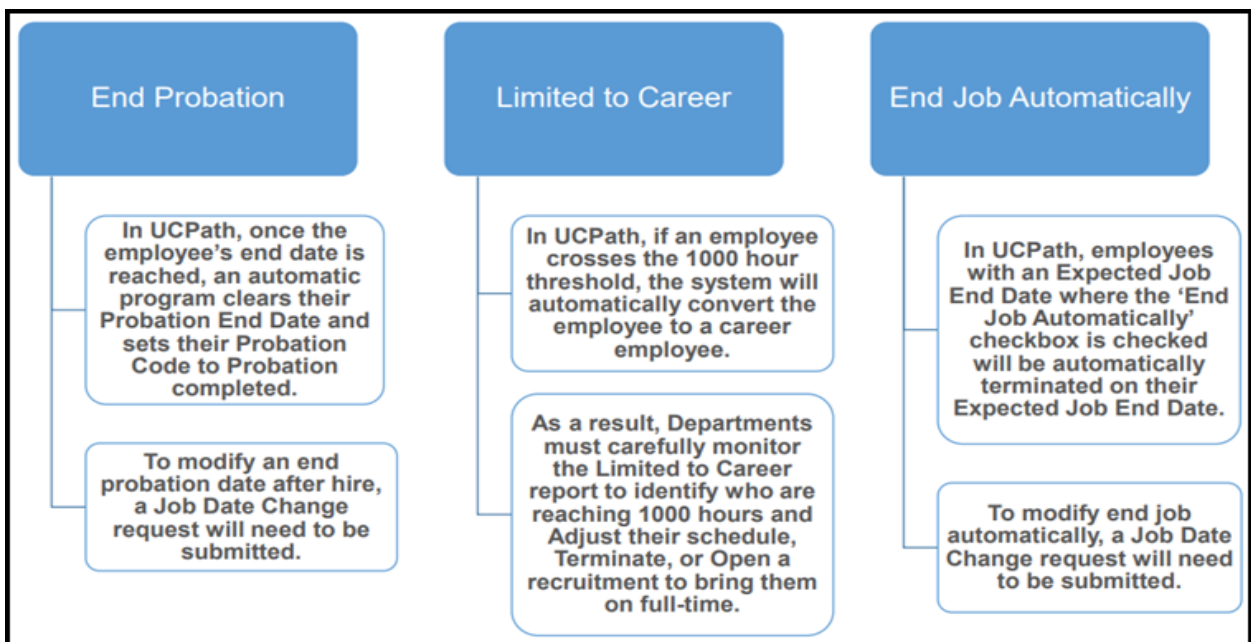 End Probation
In UCPath, once the
employee's end date is
reached, an automatic
program clears their
Probation End Date and
sets their Probation
Code to Probation
completed.
To modify an end
probation date after hire,
a Job Date Change
request will need to be
submitted.
Limited to Career
In UCPath, if an employee
crosses the 1000 hour
threshold, the system will
automatically convert the
employee to a career
employee.
As a result, Departments
must carefully monitor
the Limited to Career
report to identify who are
reaching 1000 hours and
Adjust their schedule,
Terminate, or Open a
recruitment to bring them
on full-time.
End Job Automatically
In UCPath, employees
with an Expected Job
End Date where the ‘End
Job Automatically’
checkbox is checked
will be automatically
terminated on their
Expected Job End Date.
To modify end job
automatically, a Job Date
Change request will need
to be submitted.